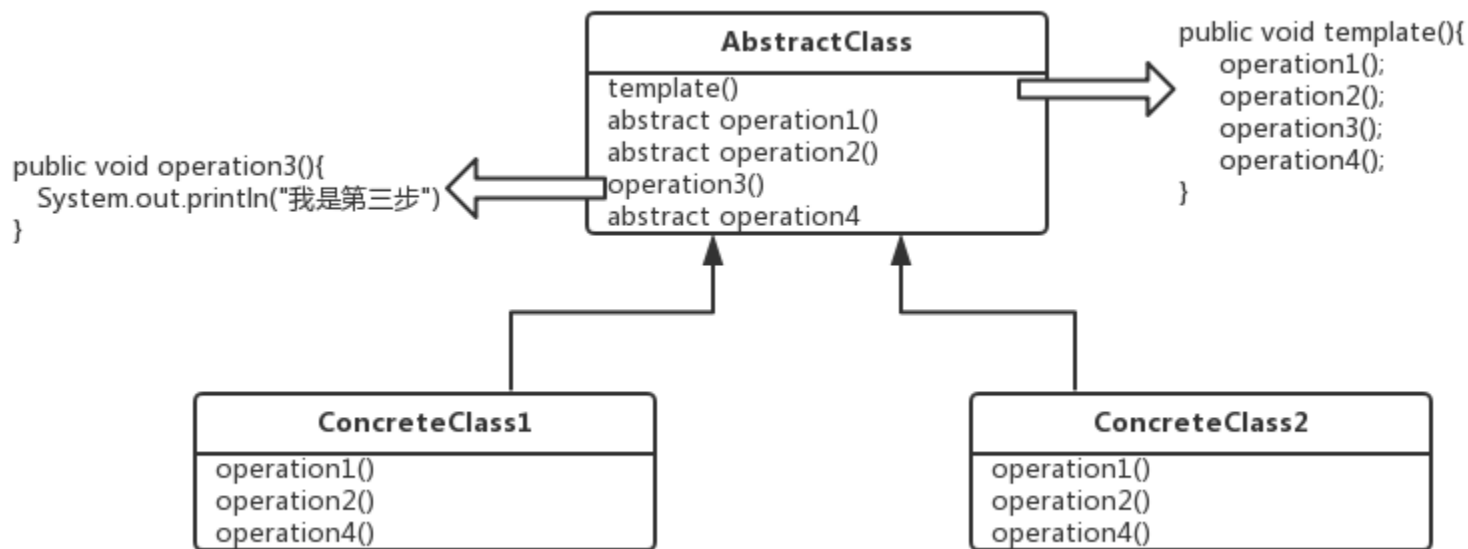 AbstractClass
template()
abstract operation1()
abstract operation2()
operation3()
abstract operation4
public void template(){
operation1();
operation2();
operation3();
operation4();
}
public void operation3(){
System.out.println("我是第三步")
}
ConcreteClass1
operation1()
operation2()
operation4()
ConcreteClass2
operation1()
operation2()
operation4()